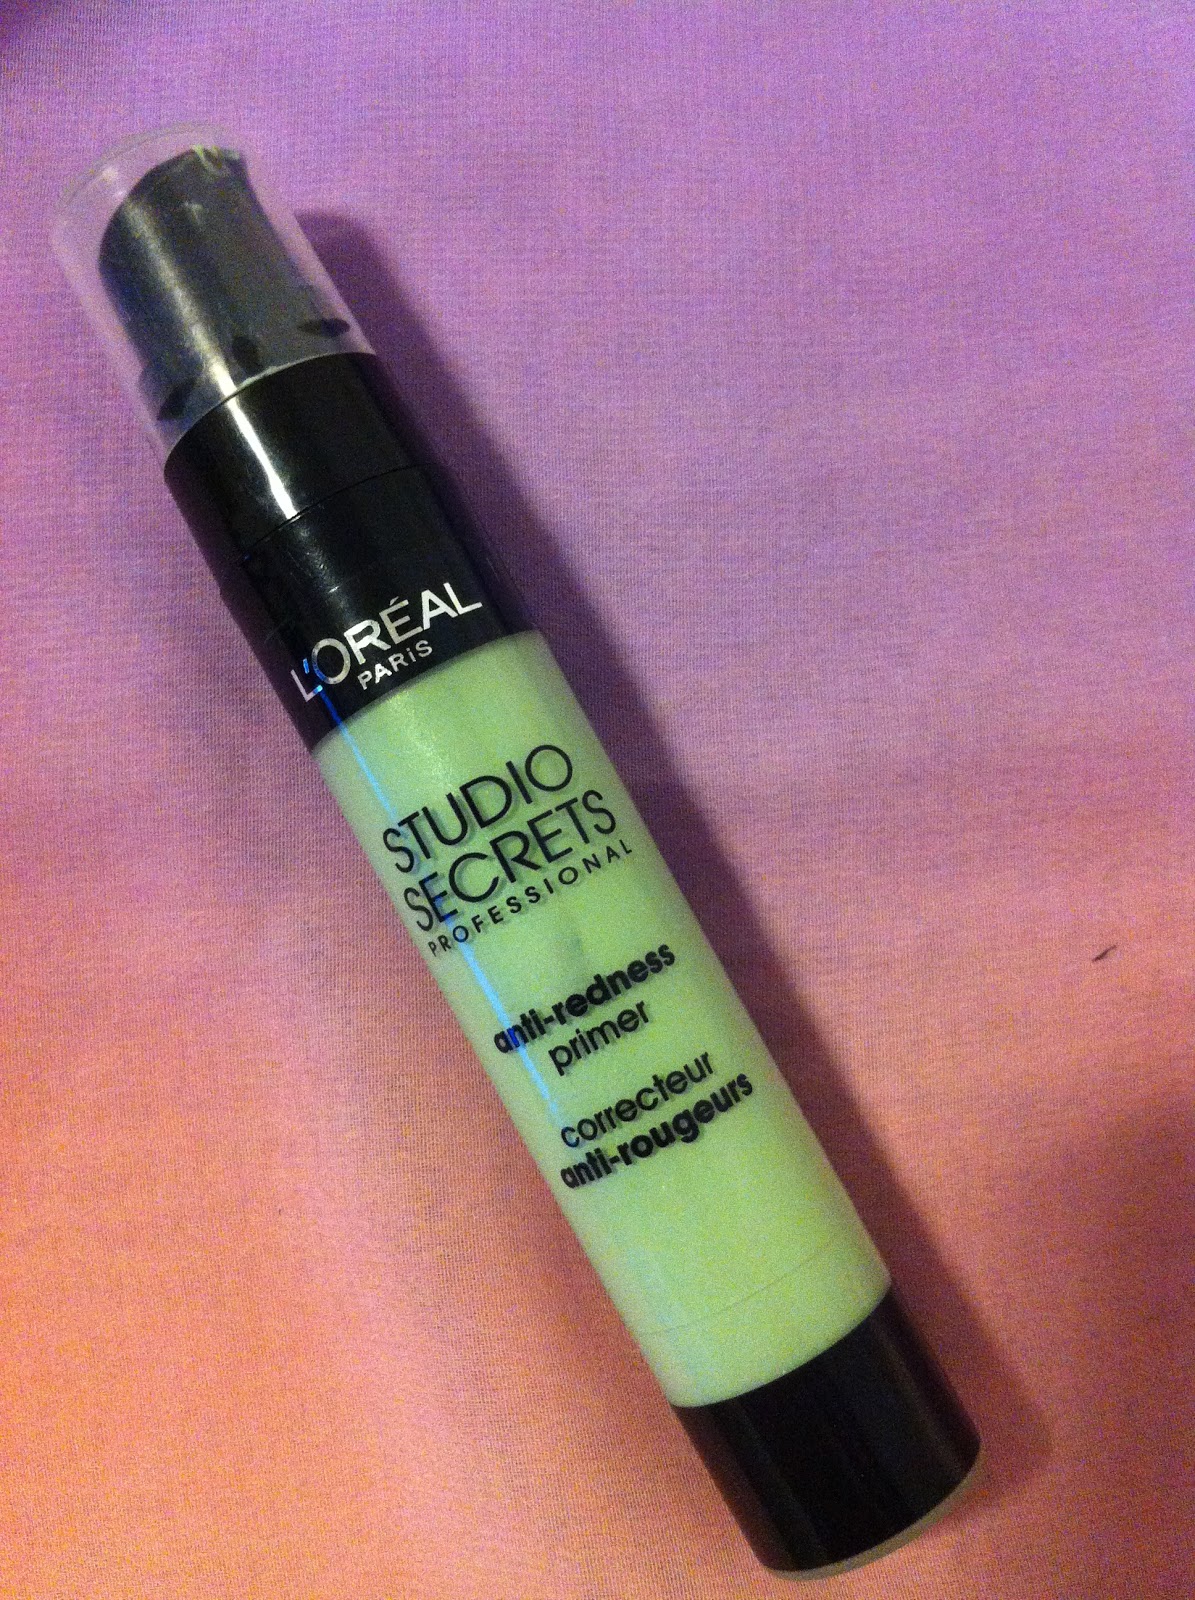 L'ORÉAL
PARiS
STUDIO
SECRETS
PROFESSIONAL
anti-redness
primer
correcteur
anti-rougeurs